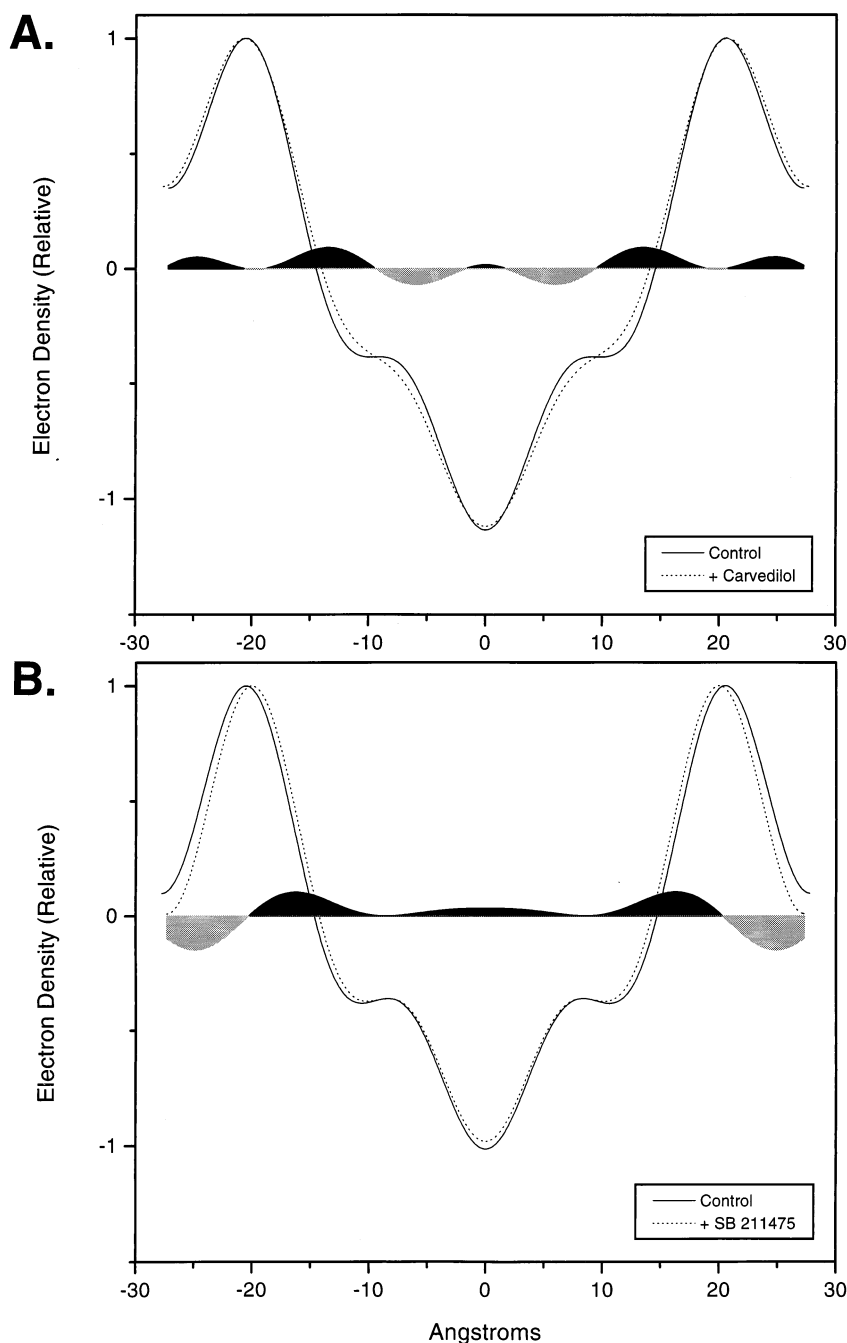 A.
1
0
-1
Electron Density (Relative)
Control
+ Carvedilol
-30
-20
-10
0
10
20
30
B.
1
0
-1
Electron Density (Relative)
Control
+ SB 211475
-30
-20
-10
0
10
20
30
Angstroms